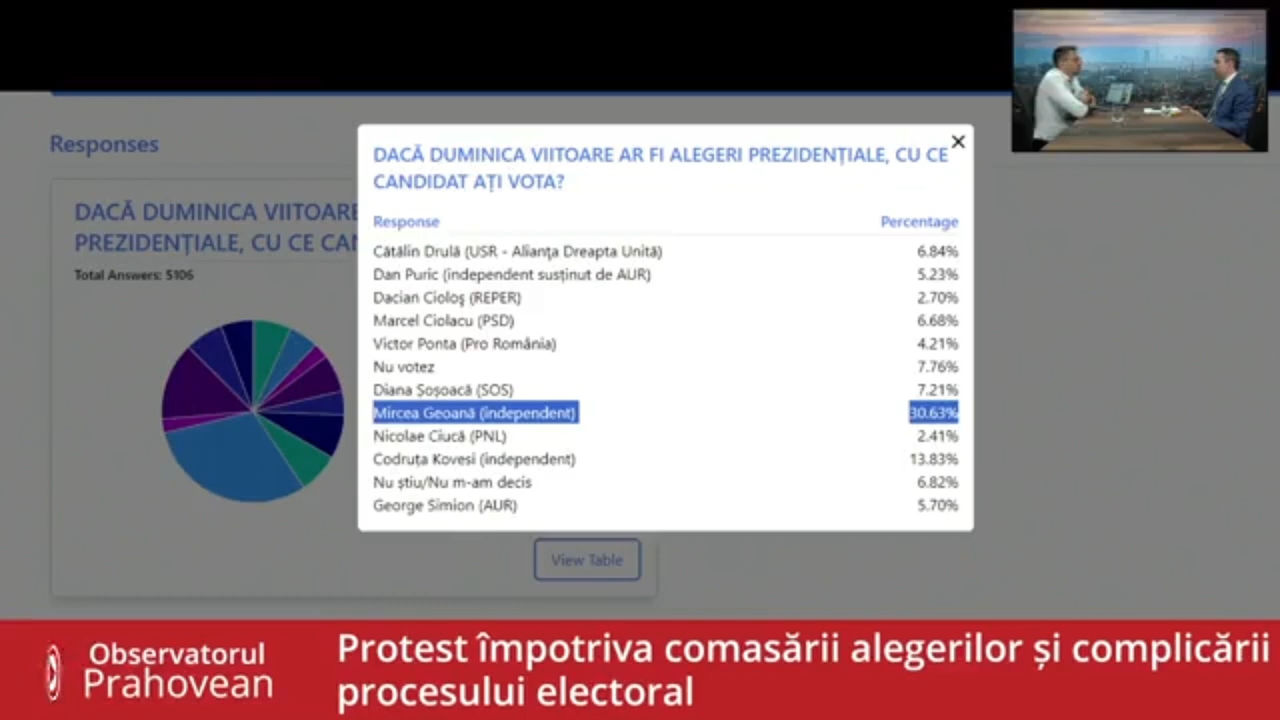 Responses
DACĂ DUMINICA VIITOARE
PREZIDENȚIALE, CU CE CAN
Total Answers: 5106
DACĂ DUMINICA VIITOARE AR FI ALEGERI PREZIDENȚIALE, CU CE
CANDIDAT AȚI VOTA?
Response Percentage
Cătălin Drulă (USR - Alianţa Dreapta Unită) 6.84%
Dan Puric (independent susținut de AUR) 5.23%
Dacian Cioloş (REPER) 2.70%
Marcel Ciolacu (PSD) 6.68%
Victor Ponta (Pro România) 4.21%
Nu votez 7.76%
Diana Șoșoacă (SOS) 7.21%
Mircea Geoană (independent) 30.63%
Nicolae Ciucă (PNL) 2.41%
Codruța Kovesi (independent) 13.83%
Nu știu/Nu m-am decis 6.82%
George Simion (AUR) 5.70%
View Table
Observatorul
Prahovean
Protest împotriva comasării alegerilor și complicării
procesului electoral